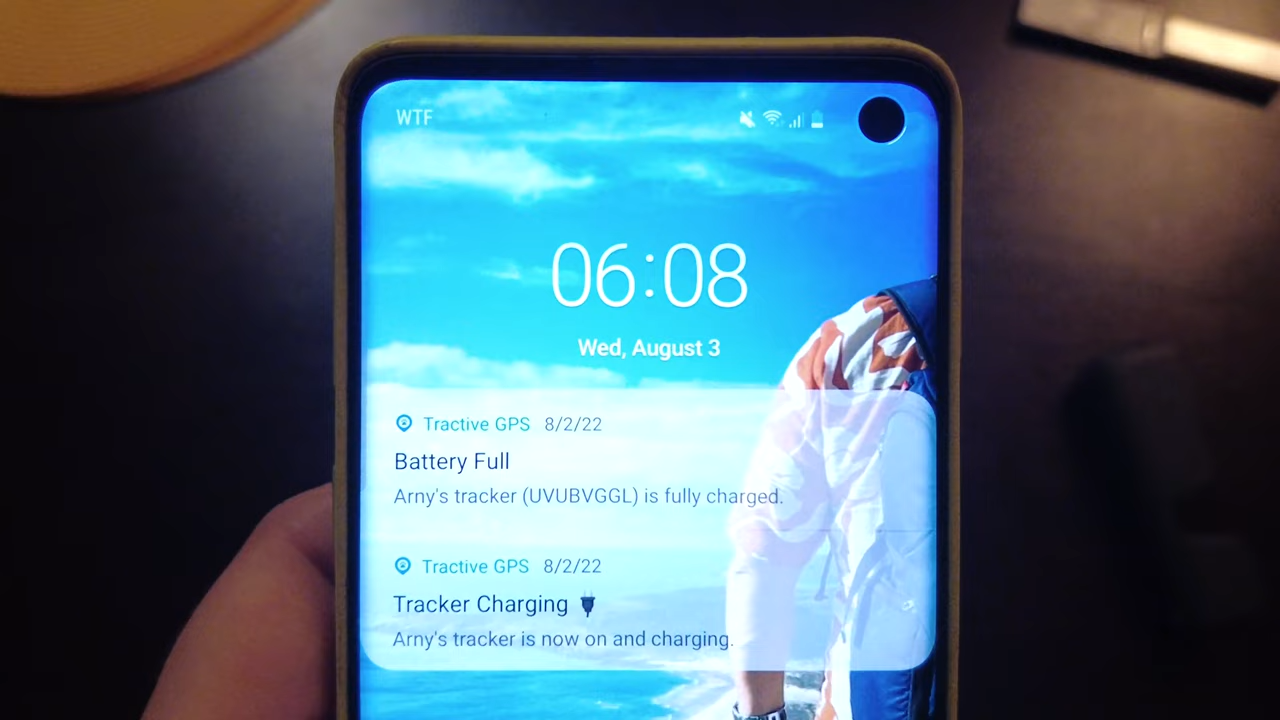 WTF
06:08
Wed, August 3
Tractive GPS 8/2/22
Battery Full
Arny's tracker (UVUBVGGL) is fully charged.
Tractive GPS 8/2/22
Tracker Charging
Arny's tracker is now on and charging.